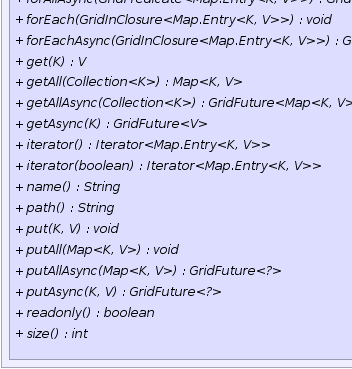 + forAllAsync(GridPredicate<Map.Entry<K, V>>) : Grid
+ forEach(GridInClosure<Map.Entry<K, V>>) : void
+ forEachAsync(GridInClosure<Map.Entry<K, V>>) : G
+ get(K) : V
+ getAll(Collection<K>) : Map<K, V>
+ getAllAsync(Collection<K>) : GridFuture<Map<K, V>
+ getAsync(K) : GridFuture<V>
+ iterator() : Iterator<Map.Entry<K, V>>
+ iterator(boolean) : Iterator<Map.Entry<K, V>>
+ name() : String
+ path() : String
+ put(K, V) : void
+ putAll(Map<K, V>) : void
+ putAllAsync(Map<K, V>) : GridFuture<?>
+ putAsync(K, V) : GridFuture<?>
+ readonly() : boolean
+ size() : int